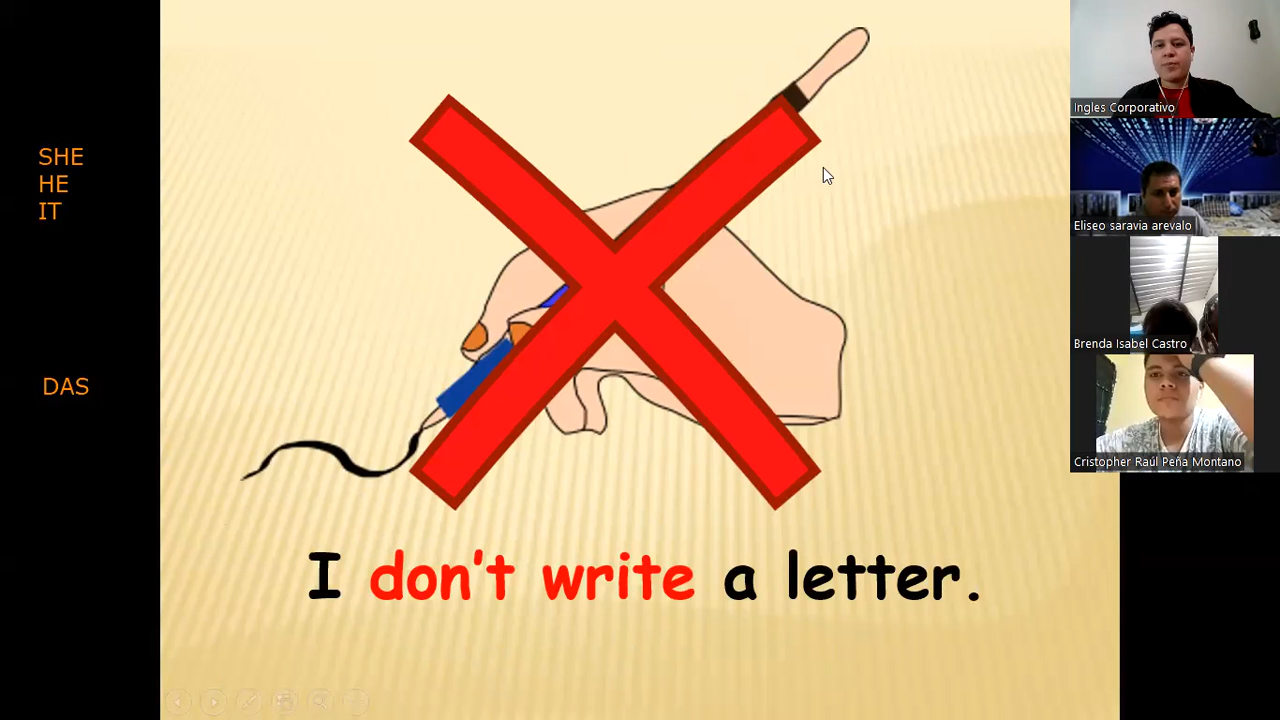 SHE
HE
IT
DAS
I don't write a letter.
Ingles Corporativo
Eliseo saravia arevalo
Brenda Isabel Castro
Cristopher Raúl Peña Montano